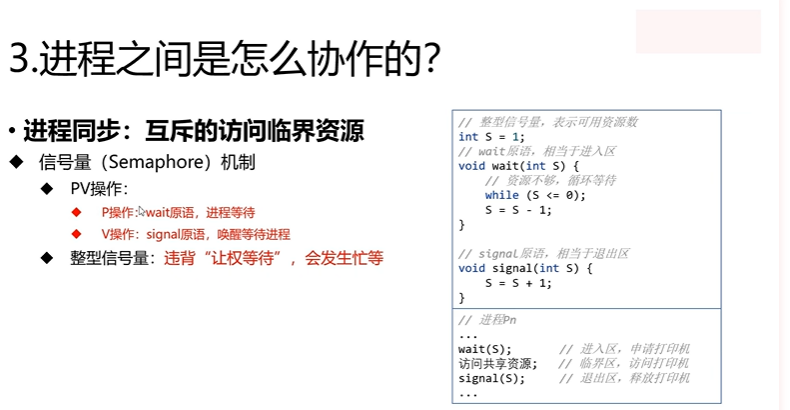 3.进程之间是怎么协作的？
• 进程同步：互斥的访问临界资源
◆ 信号量（Semaphore）机制
◆ PV操作：
◆ P操作：wait原语，进程等待
◆ V操作：signal原语，唤醒等待进程
◆ 整型信号量：违背“让权等待”，会发生忙等
// 整型信号量，表示可用资源数
int S = 1;
// wait原语，相当于进入区
void wait(int S) {
// 资源不够，循环等待
while (S <= 0);
S = S - 1;
}
// signal原语，相当于退出区
void signal(int S) {
S = S + 1;
}
// 进程Pn
...
wait(S); // 进入区，申请打印机
访问共享资源; // 临界区，访问打印机
signal(S); // 退出区，释放打印机
...